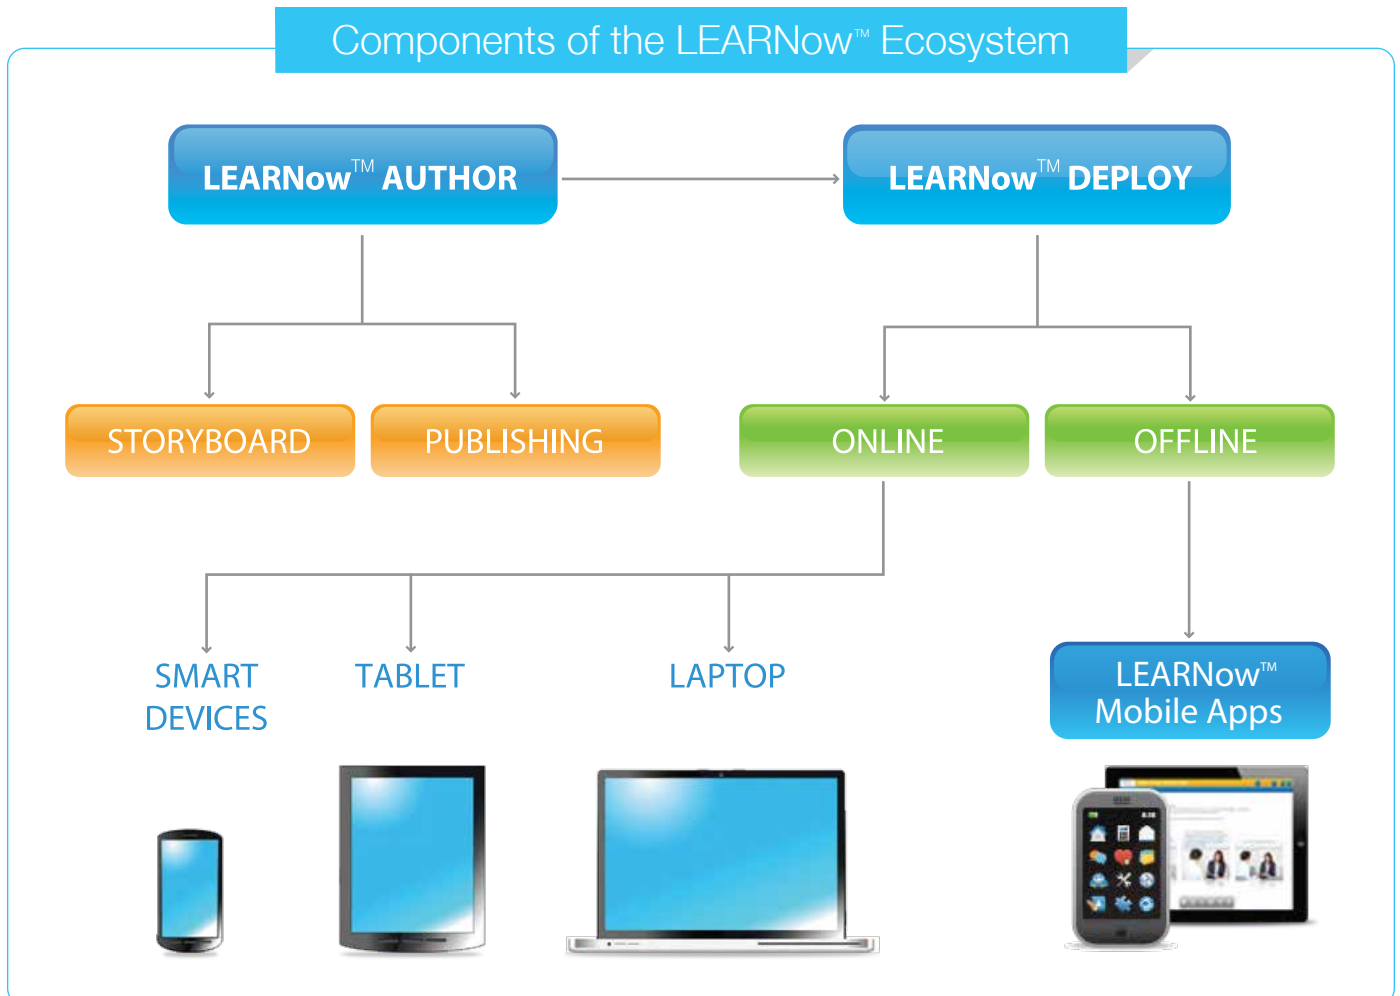 Components of the LEARNow™ Ecosystem
LEARNow™ AUTHOR
LEARNow™ DEPLOY
STORYBOARD
PUBLISHING
ONLINE
OFFLINE
SMART
DEVICES
TABLET
LAPTOP
LEARNow™
Mobile Apps